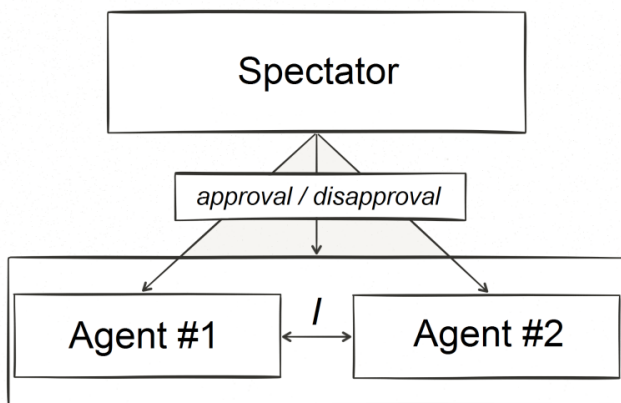 Spectator
approval / disapproval
I
Agent #1
Agent #2